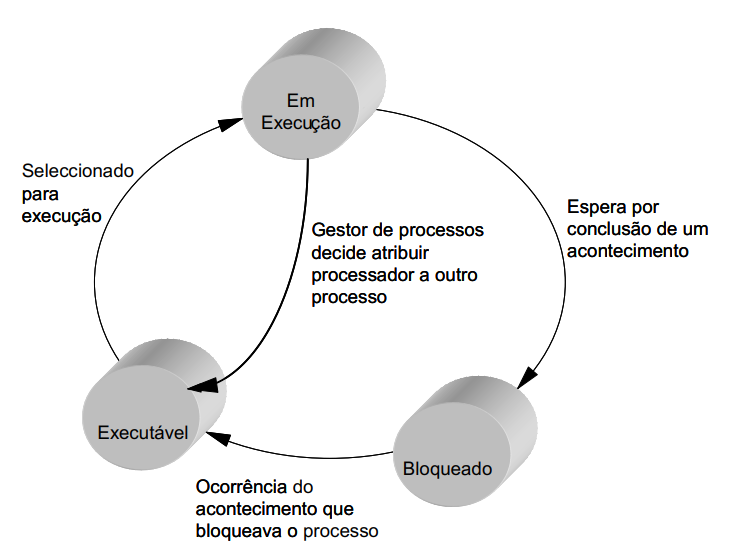 Em
Execução
Seleccionado
para
execução
Gestor de processos
decide atribuir
processador a outro
processo
Espera por
conclusão de um
acontecimento
Executável
Bloqueado
Ocorrência do
acontecimento que
bloqueava o processo